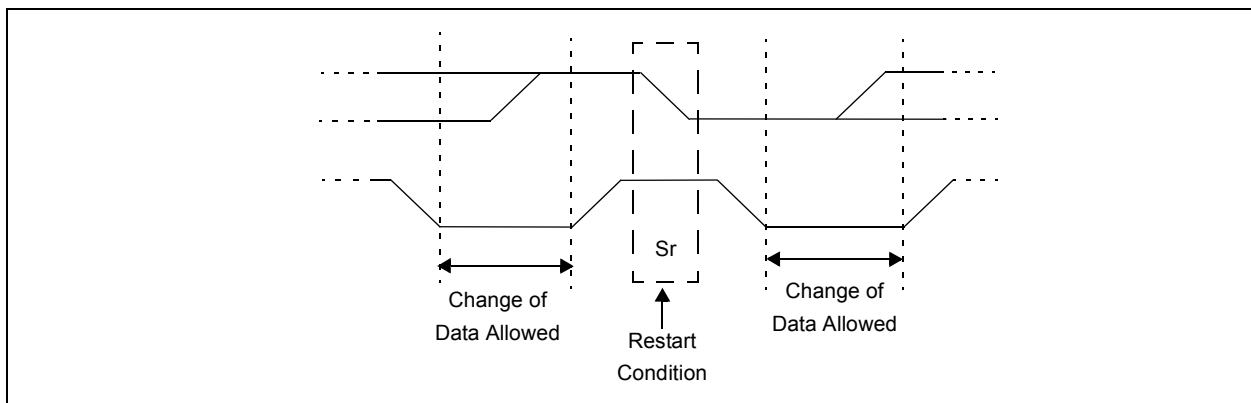 Sr
Change of
Data Allowed
Restart
Condition
Change of
Data Allowed